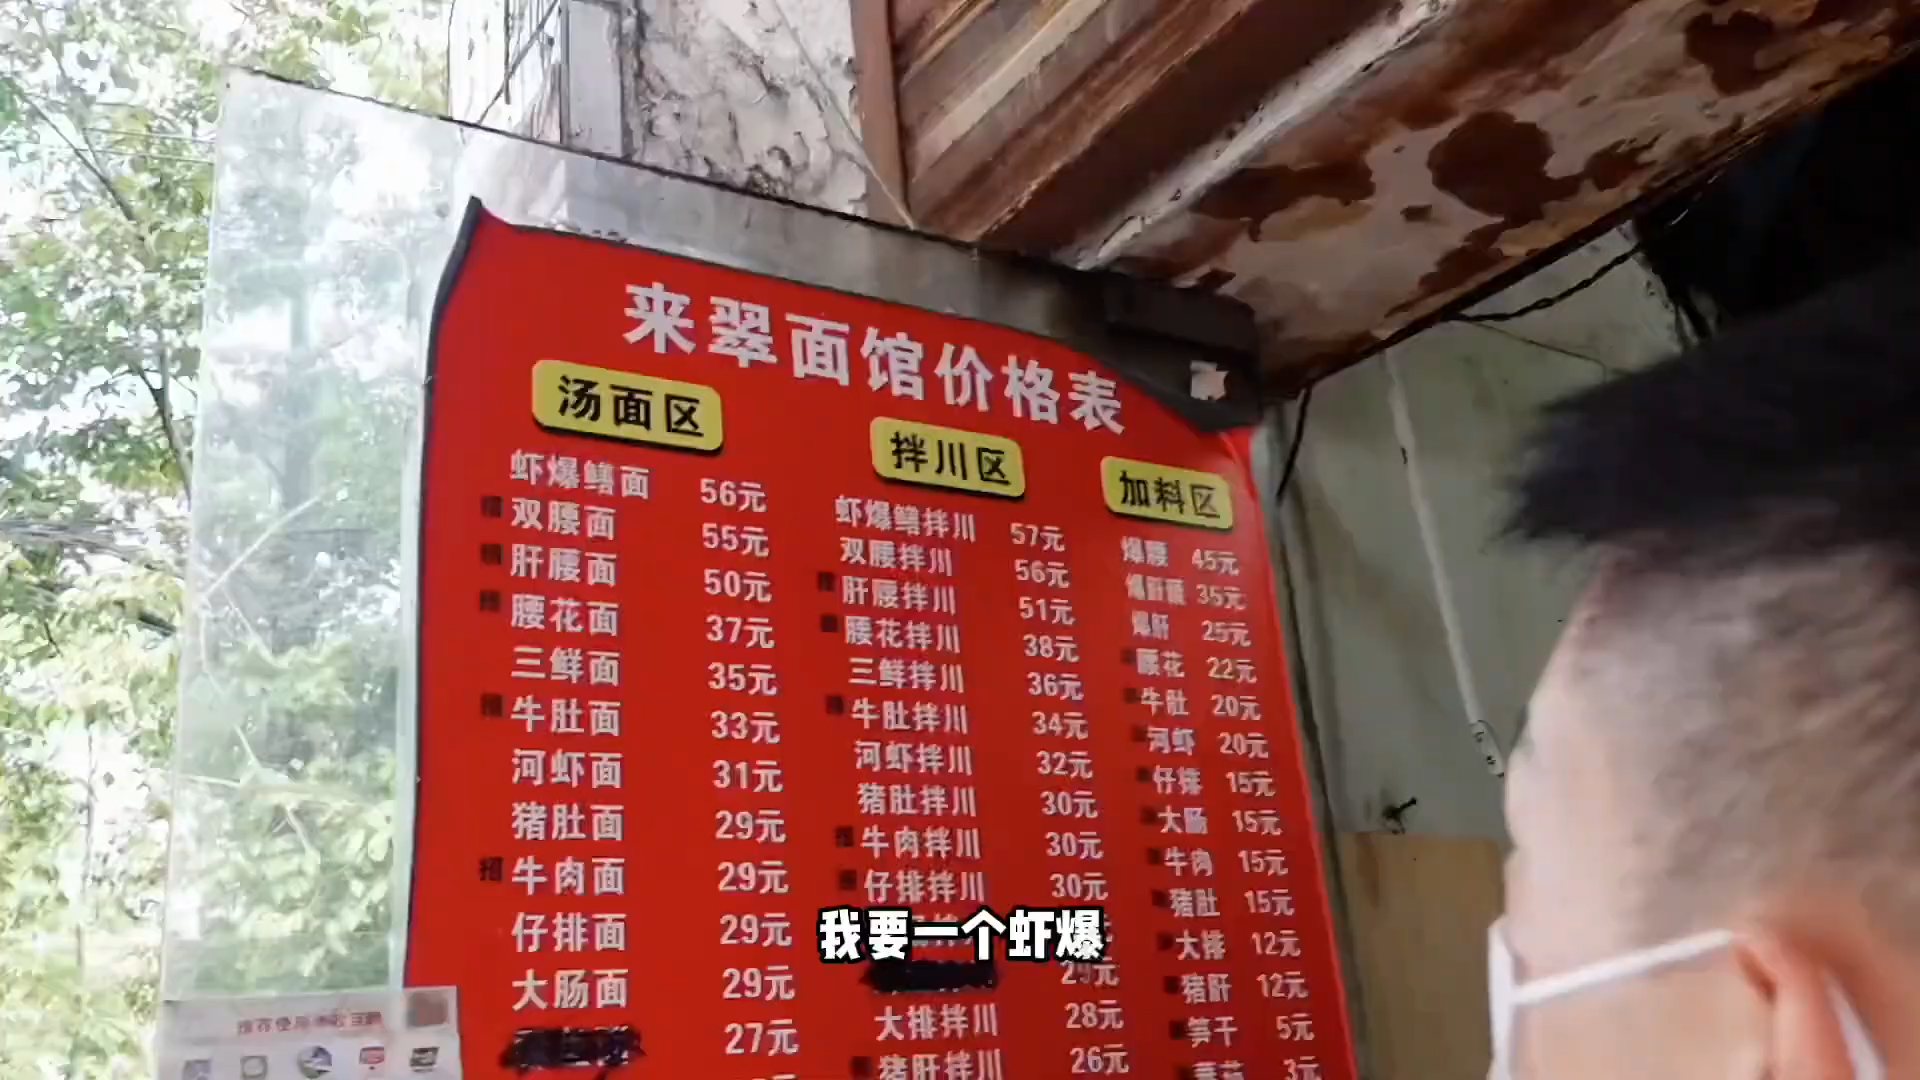 来翠面馆价格表
汤面区
虾爆鳝面 56元
双腰面 55元
肝腰面 50元
腰花面 37元
三鲜面 35元
牛肚面 33元
河虾面 31元
猪肚面 29元
招 牛肉面 29元
仔排面 29元
大肠面 29元
27元
拌川区
虾爆鳝拌川 57元
双腰拌川 56元
肝腰拌川 51元
腰花拌川 38元
三鲜拌川 36元
牛肚拌川 34元
河虾拌川 32元
猪肚拌川 30元
牛肉拌川 30元
仔排拌川 30元
29元
大排拌川 28元
猪肝拌川 26元
加料区
爆腰 45元
35元
爆肝 25元
腰花 22元
牛肚 20元
河虾 20元
仔排 15元
大肠 15元
牛肉 15元
猪肚 15元
大排 12元
猪肝 12元
笋干 5元
3元
我要一个虾爆